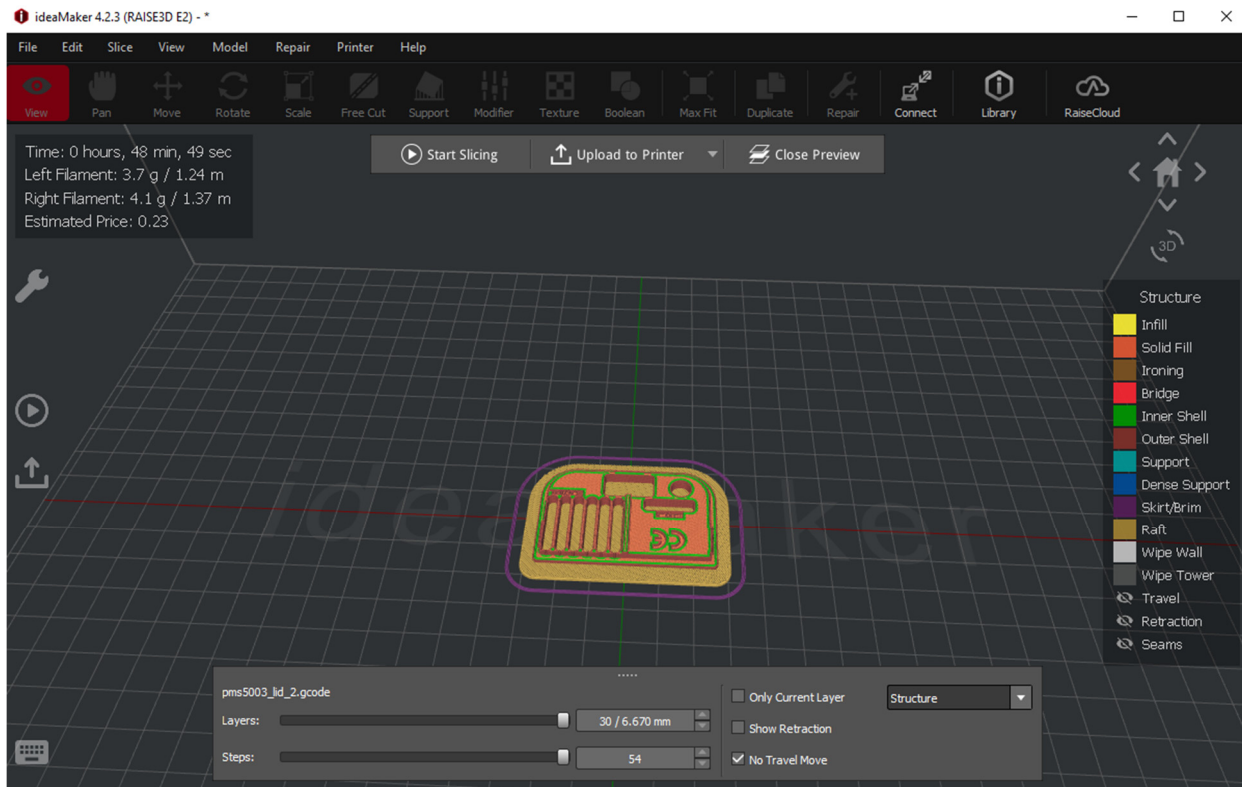 ideaMaker 4.2.3 (RAISE3D E2) - *
File Edit Slice View Model Repair Printer Help
View Pan Move Rotate Scale Free Cut Support Modifier Texture Boolean Max Fit Duplicate Repair Connect Library RaiseCloud
Time: 0 hours, 48 min, 49 sec
Left Filament: 3.7 g / 1.24 m
Right Filament: 4.1 g / 1.37 m
Estimated Price: 0.23
Start Slicing Upload to Printer Close Preview
3D
Structure
Infill
Solid Fill
Ironing
Bridge
Inner Shell
Outer Shell
Support
Dense Support
Skirt/Brim
Raft
Wipe Wall
Wipe Tower
Travel
Retraction
Seams
ideaMaker
CE
pms5003_lid_2.gcode
Layers: 30 / 6.670 mm
Steps: 54
Only Current Layer Structure
Show Retraction
No Travel Move